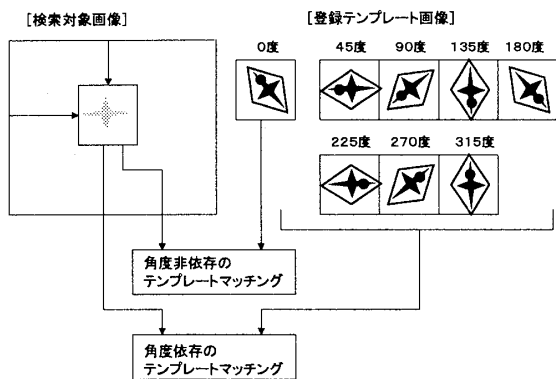 [検索対象画像]
[登録テンプレート画像]
0度
45度
90度
135度
180度
225度
270度
315度
角度非依存の
テンプレートマッチング
角度依存の
テンプレートマッチング